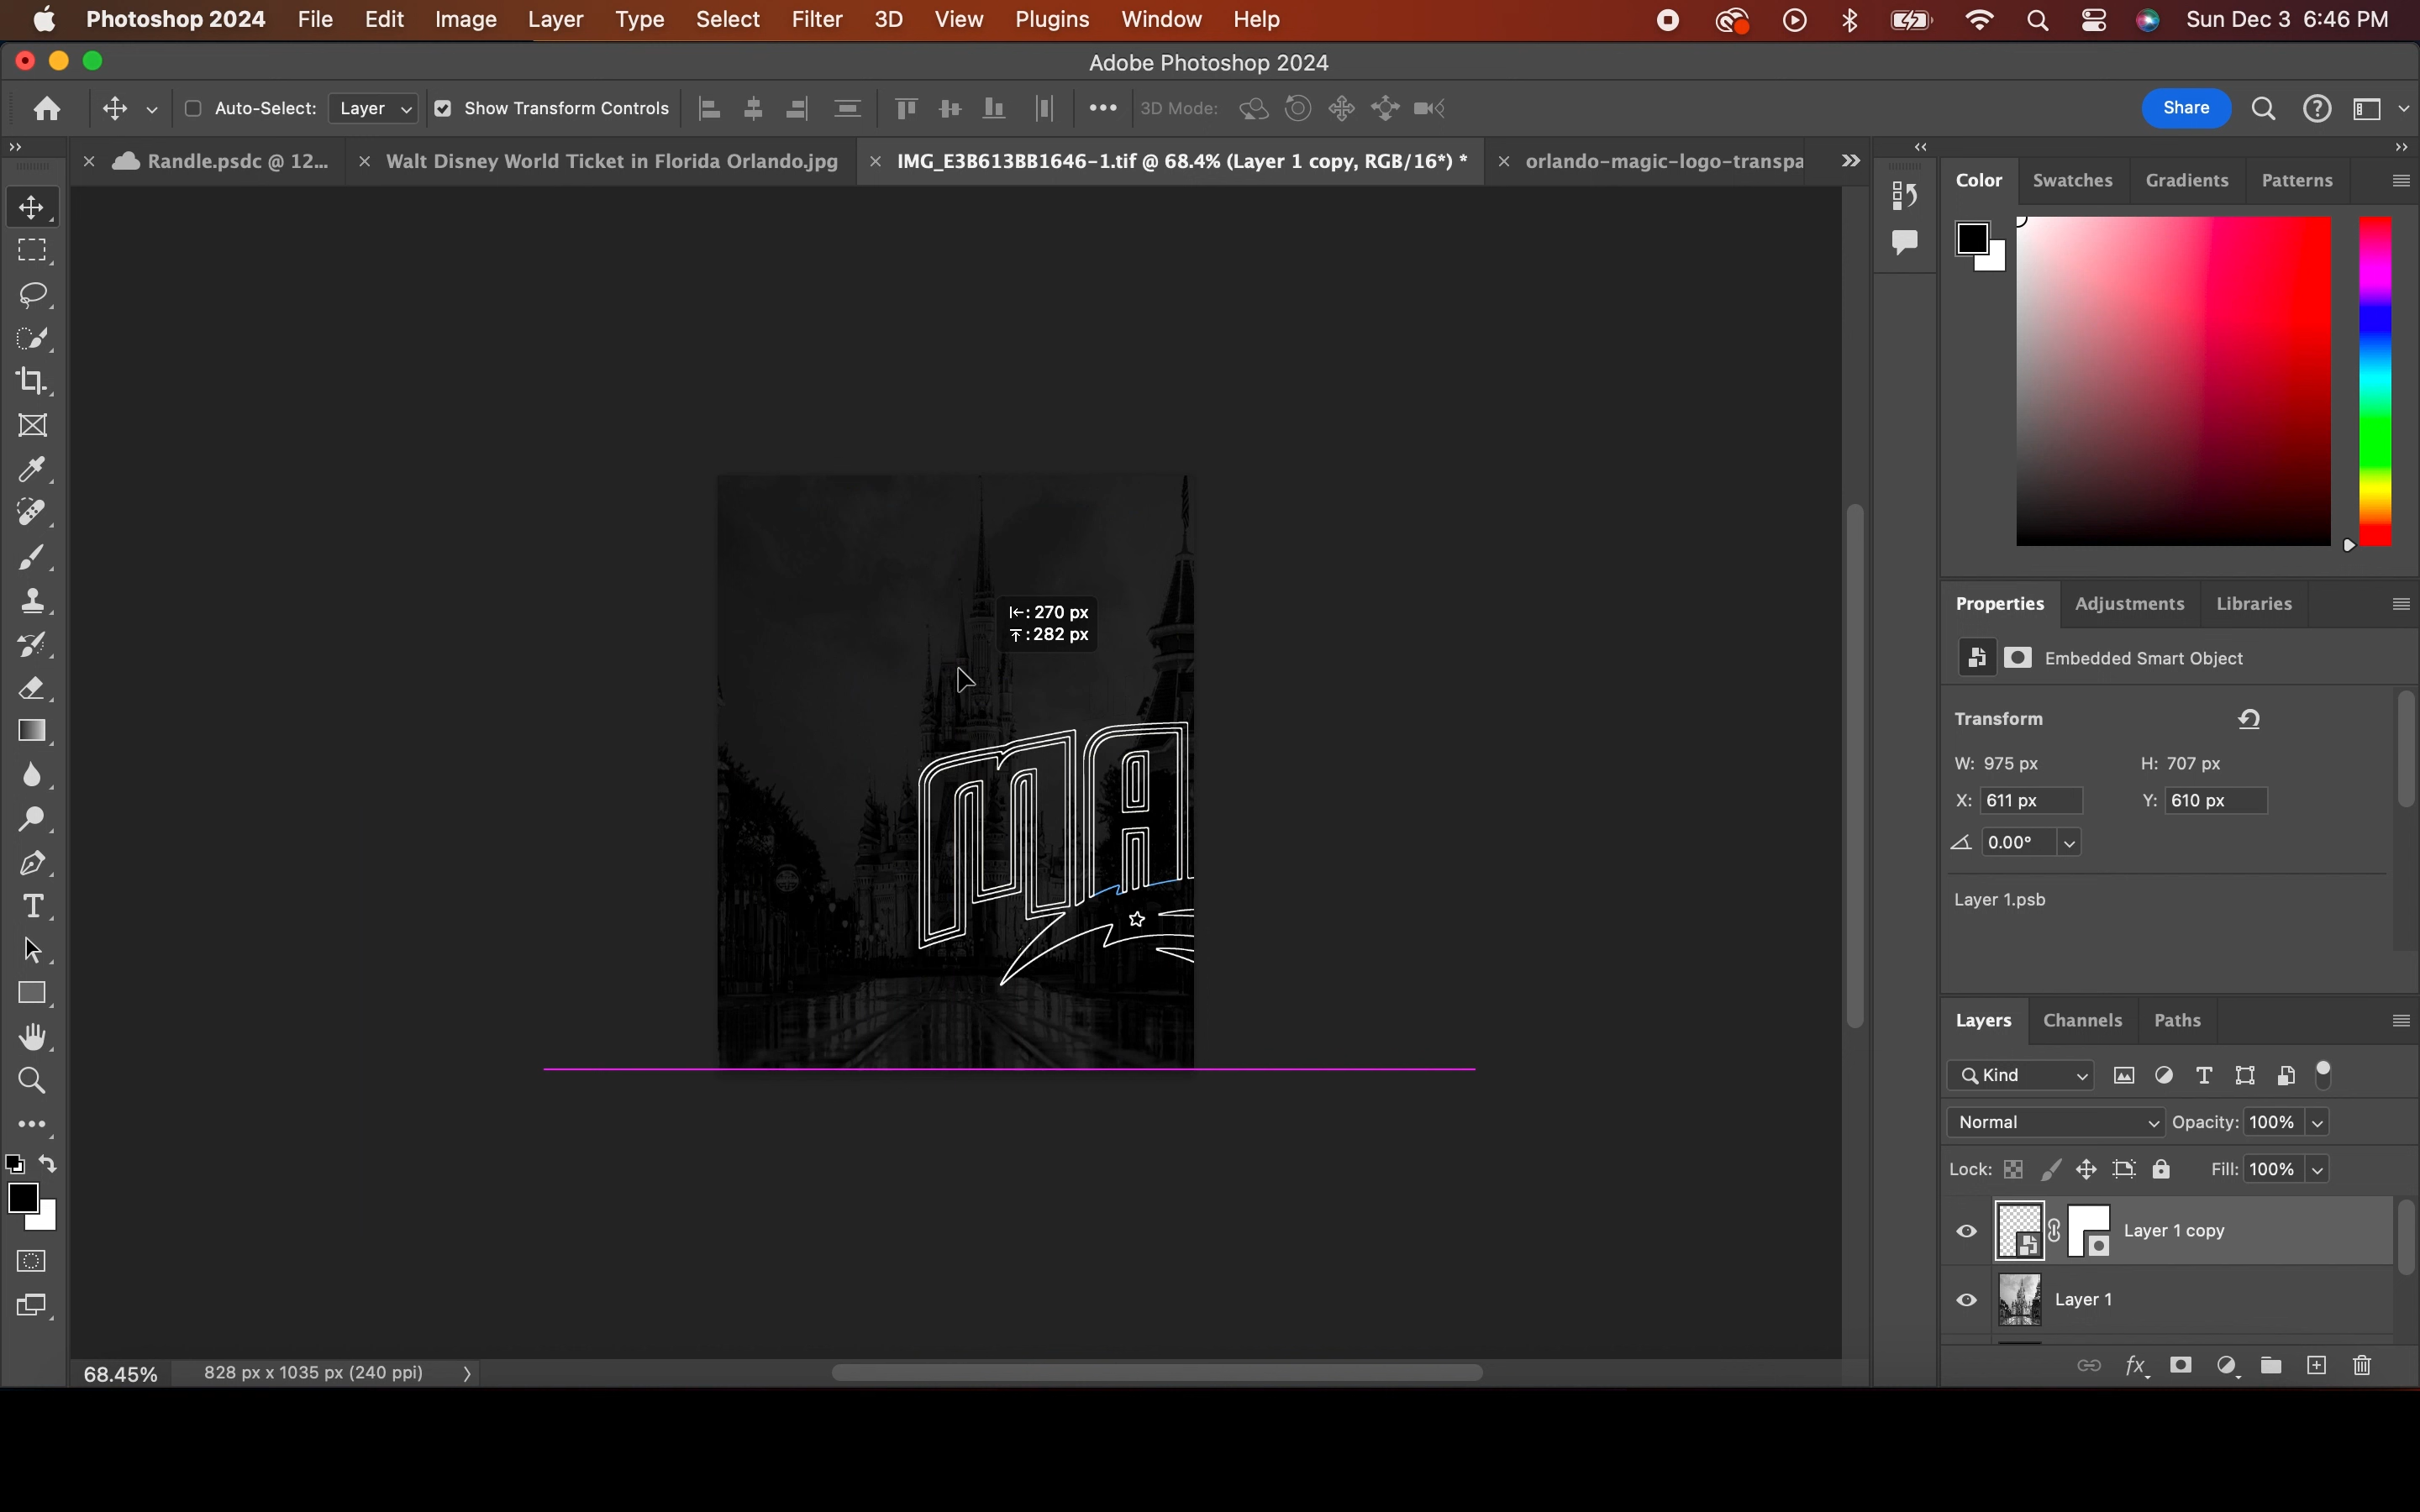 Photoshop 2024 File Edit Image Layer Type Select Filter 3D View Plugins Window Help Sun Dec 3 6:46 PM
Adobe Photoshop 2024
Auto-Select: Layer Show Transform Controls 3D Mode: Share
Randle.psdc @ 12... Walt Disney World Ticket in Florida Orlando.jpg IMG_E3B613BB1646-1.tif @ 68.4% (Layer 1 copy, RGB/16*) * orlando-magic-logo-transpa
Color Swatches Gradients Patterns
270 px
282 px
MA
Properties Adjustments Libraries
Embedded Smart Object
Transform
W: 975 px H: 707 px
X: 611 px Y: 610 px
0.00°
Layer 1.psb
Layers Channels Paths
Kind
Normal Opacity: 100%
Lock: Fill: 100%
Layer 1 copy
Layer 1
68.45% 828 px x 1035 px (240 ppi)